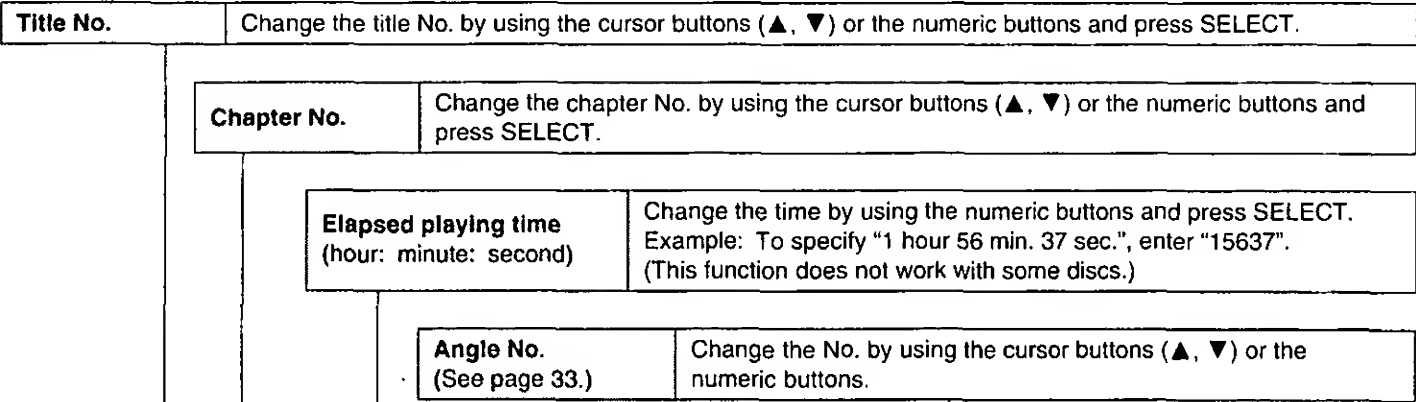 Title No.
Change the title No. by using the cursor buttons (▲, ▼) or the numeric buttons and press SELECT.
Chapter No.
Change the chapter No. by using the cursor buttons (▲, ▼) or the numeric buttons and
press SELECT.
Elapsed playing time
(hour: minute: second)
Change the time by using the numeric buttons and press SELECT.
Example: To specify “1 hour 56 min. 37 sec.”, enter “15637”.
(This function does not work with some discs.)
Angle No.
(See page 33.)
Change the No. by using the cursor buttons (▲, ▼) or the
numeric buttons.